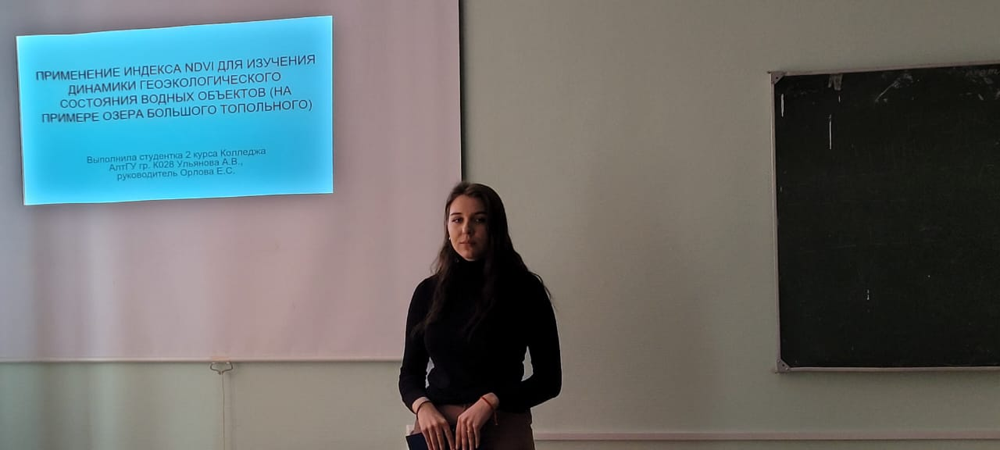 ПРИМЕНЕНИЕ ИНДЕКСА NDVI ДЛЯ ИЗУЧЕНИЯ
ДИНАМИКИ ГЕОЭКОЛОГИЧЕСКОГО
СОСТОЯНИЯ ВОДНЫХ ОБЪЕКТОВ (НА
ПРИМЕРЕ ОЗЕРА БОЛЬШОГО ТОПОЛЬНОГО)
Выполнила студентка 2 курса Колледжа
АлтГУ гр. К028 Ульянова А.В.,
руководитель Орлова Е.С.